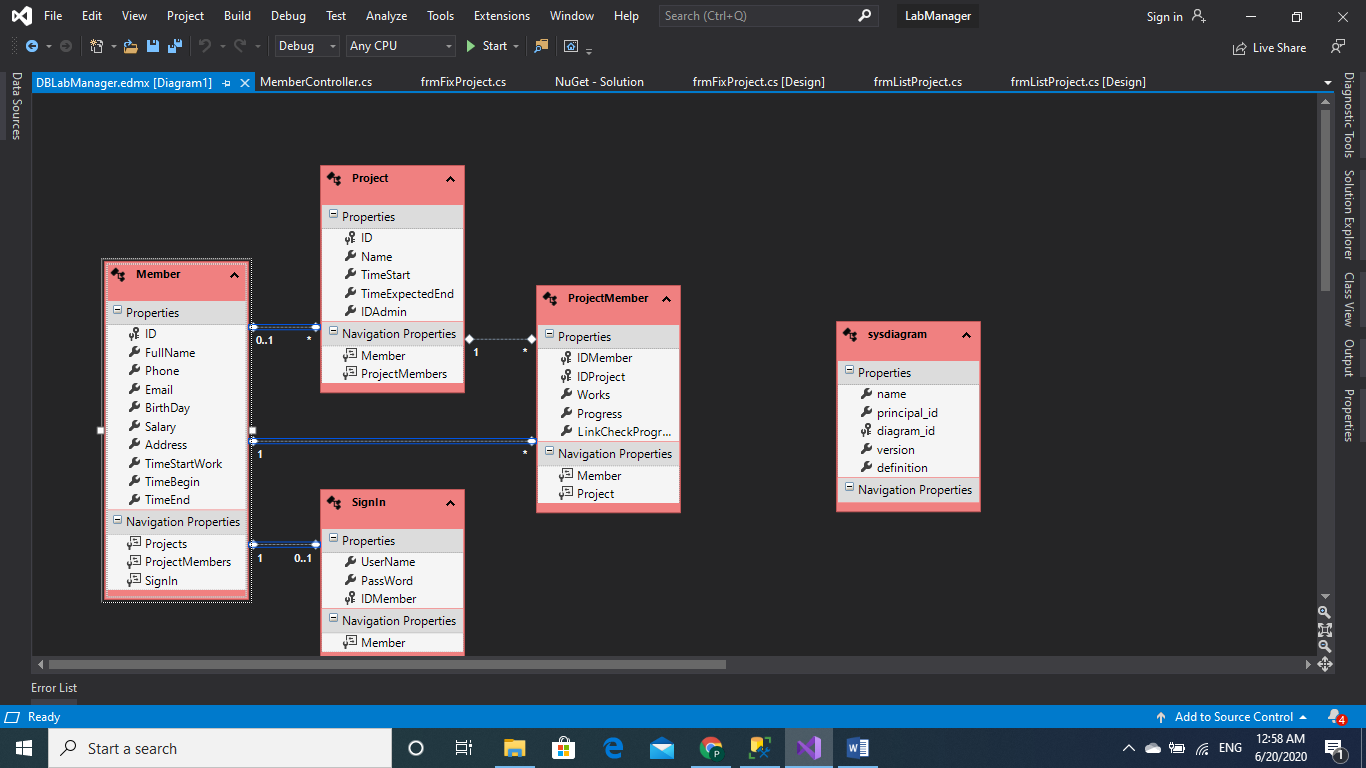 File Edit View Project Build Debug Test Analyze Tools Extensions Window Help Search (Ctrl+Q) LabManager Sign in
Debug Any CPU Start Live Share
DBLabManager.edmx [Diagram1] MemberController.cs frmFixProject.cs NuGet - Solution frmFixProject.cs [Design] frmListProject.cs frmListProject.cs [Design]
Data Sources
Member
Properties
ID
FullName
Phone
Email
BirthDay
Salary
Address
TimeStartWork
TimeBegin
TimeEnd
Navigation Properties
Projects
ProjectMembers
SignIn
0..1 *
1 *
1 0..1
Project
Properties
ID
Name
TimeStart
TimeExpectedEnd
IDAdmin
Navigation Properties
Member
ProjectMembers
1 *
SignIn
Properties
UserName
PassWord
IDMember
Navigation Properties
Member
ProjectMember
Properties
IDMember
IDProject
Works
Progress
LinkCheckProgr...
Navigation Properties
Member
Project
sysdiagram
Properties
name
principal_id
diagram_id
version
definition
Navigation Properties
Diagnostic Tools
Solution Explorer
Class View
Output
Properties
Error List
Ready Add to Source Control 4
Start a search ENG 12:58 AM
6/20/2020 1